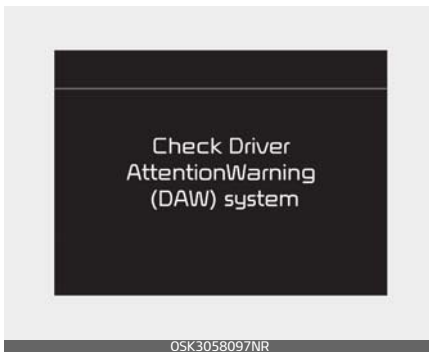 Check Driver
AttentionWarning
(DAW) system
OSK3058097NR